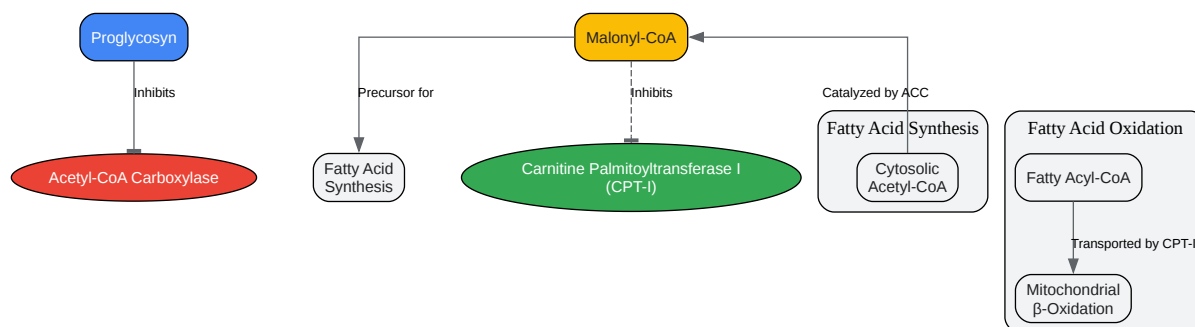 Proglycosyn
Malonyl-CoA
Inhibits
Precursor for
Inhibits
Catalyzed by ACC
Fatty Acid Synthesis
Fatty Acid Oxidation
Acetyl-CoA Carboxylase
Fatty Acid
Synthesis
Carnitine Palmitoyltransferase I
(CPT-I)
Cytosolic
Acetyl-CoA
Fatty Acyl-CoA
Transported by CPT-I
Mitochondrial
β-Oxidation